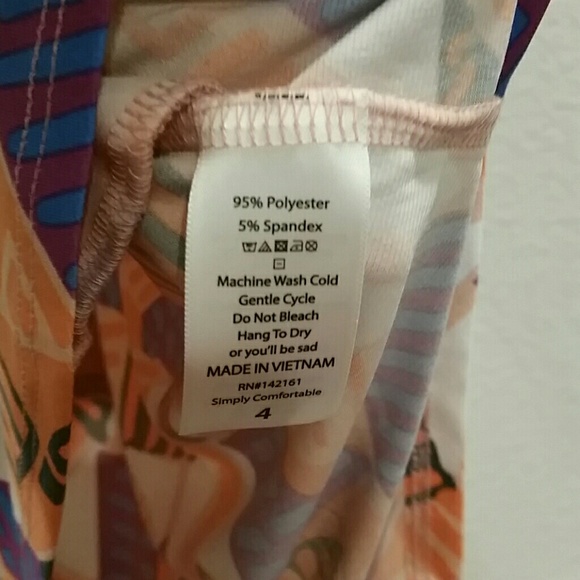 95% Polyester
5% Spandex
Machine Wash Cold
Gentle Cycle
Do Not Bleach
Hang To Dry
or you'll be sad
MADE IN VIETNAM
RN#142161
Simply Comfortable
4